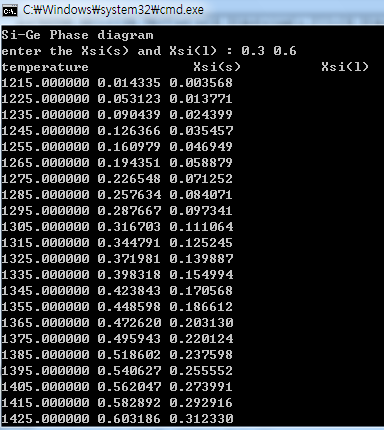 C:\Windows\system32\cmd.exe
Si-Ge Phase diagram
enter the Xsi(s) and Xsi(l) : 0.3 0.6
temperature Xsi(s) Xsi(l)
1215.000000 0.014335 0.003568
1225.000000 0.053123 0.013771
1235.000000 0.090439 0.024399
1245.000000 0.126366 0.035457
1255.000000 0.160979 0.046949
1265.000000 0.194351 0.058879
1275.000000 0.226548 0.071252
1285.000000 0.257634 0.084071
1295.000000 0.287667 0.097341
1305.000000 0.316703 0.111064
1315.000000 0.344791 0.125245
1325.000000 0.371981 0.139887
1335.000000 0.398318 0.154994
1345.000000 0.423843 0.170568
1355.000000 0.448598 0.186612
1365.000000 0.472620 0.203130
1375.000000 0.495943 0.220124
1385.000000 0.518602 0.237598
1395.000000 0.540627 0.255552
1405.000000 0.562047 0.273991
1415.000000 0.582892 0.292916
1425.000000 0.603186 0.312330